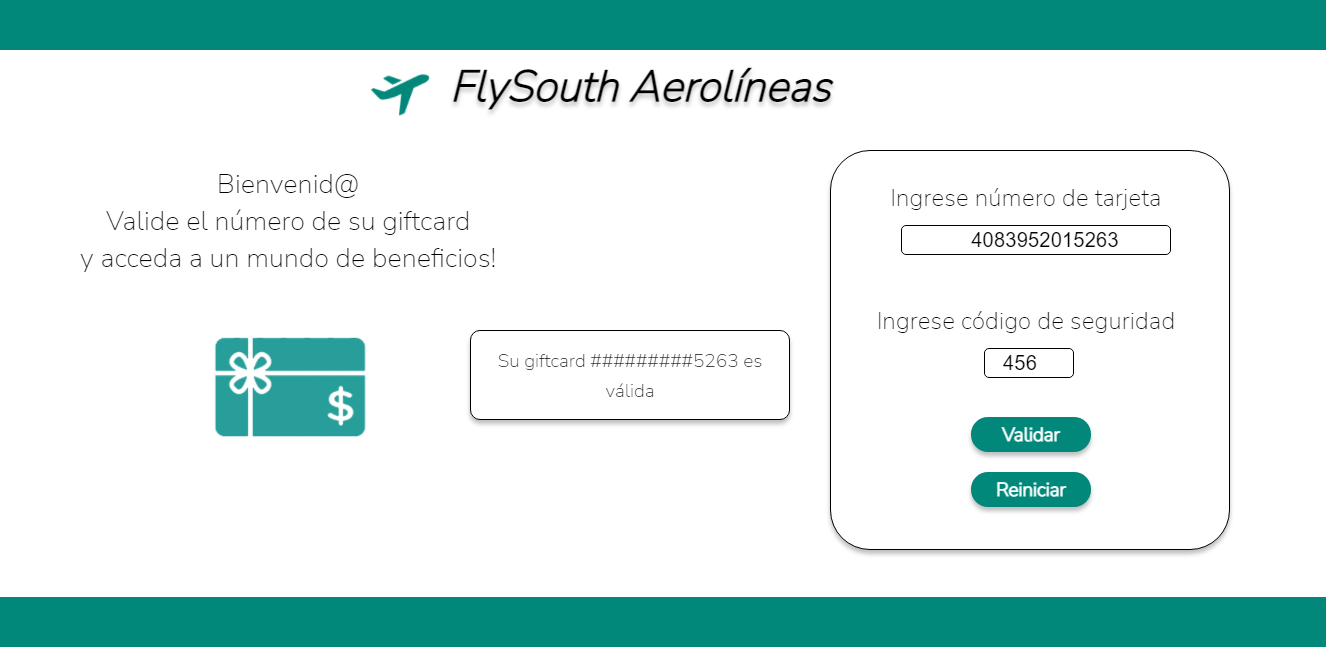 FlySouth Aerolíneas
Bienvenid@
Valide el número de su giftcard
y acceda a un mundo de beneficios!
$
Su giftcard #########5263 es
válida
Ingrese número de tarjeta
4083952015263
Ingrese código de seguridad
456
Validar
Reiniciar